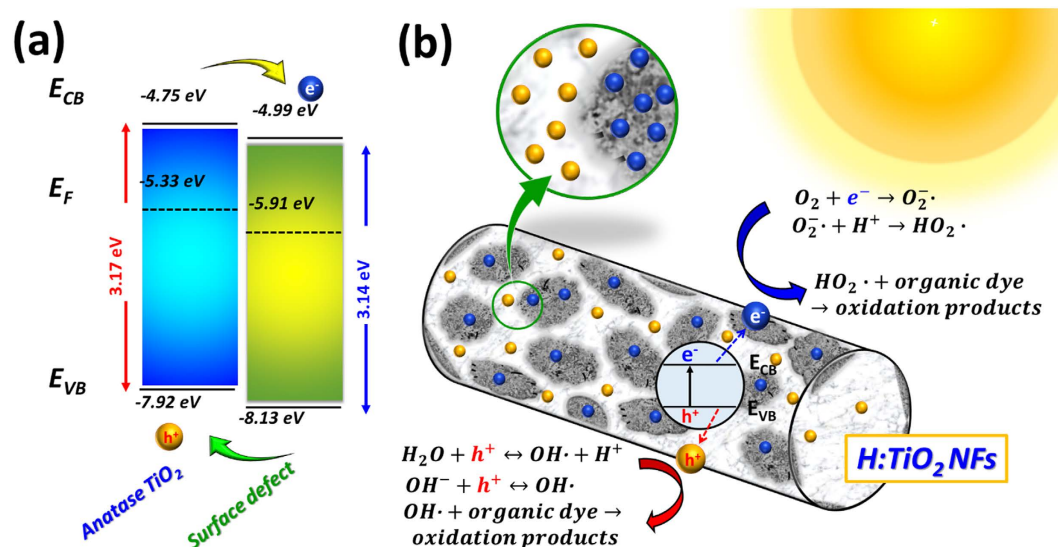 (a)
E_CB
-4.75 eV
e⁻
-4.99 eV
E_F
-5.33 eV
-5.91 eV
3.17 eV
3.14 eV
E_VB
-7.92 eV
-8.13 eV
h⁺
Anatase TiO₂
Surface defect
(b)
O₂ + e⁻ → O₂⁻·
O₂⁻· + H⁺ → HO₂ ·
HO₂ · + organic dye
→ oxidation products
e⁻
e⁻
E_CB
h⁺
E_VB
h⁺
H₂O + h⁺ ↔ OH· + H⁺
OH⁻ + h⁺ ↔ OH·
OH· + organic dye →
oxidation products
H:TiO₂ NFs